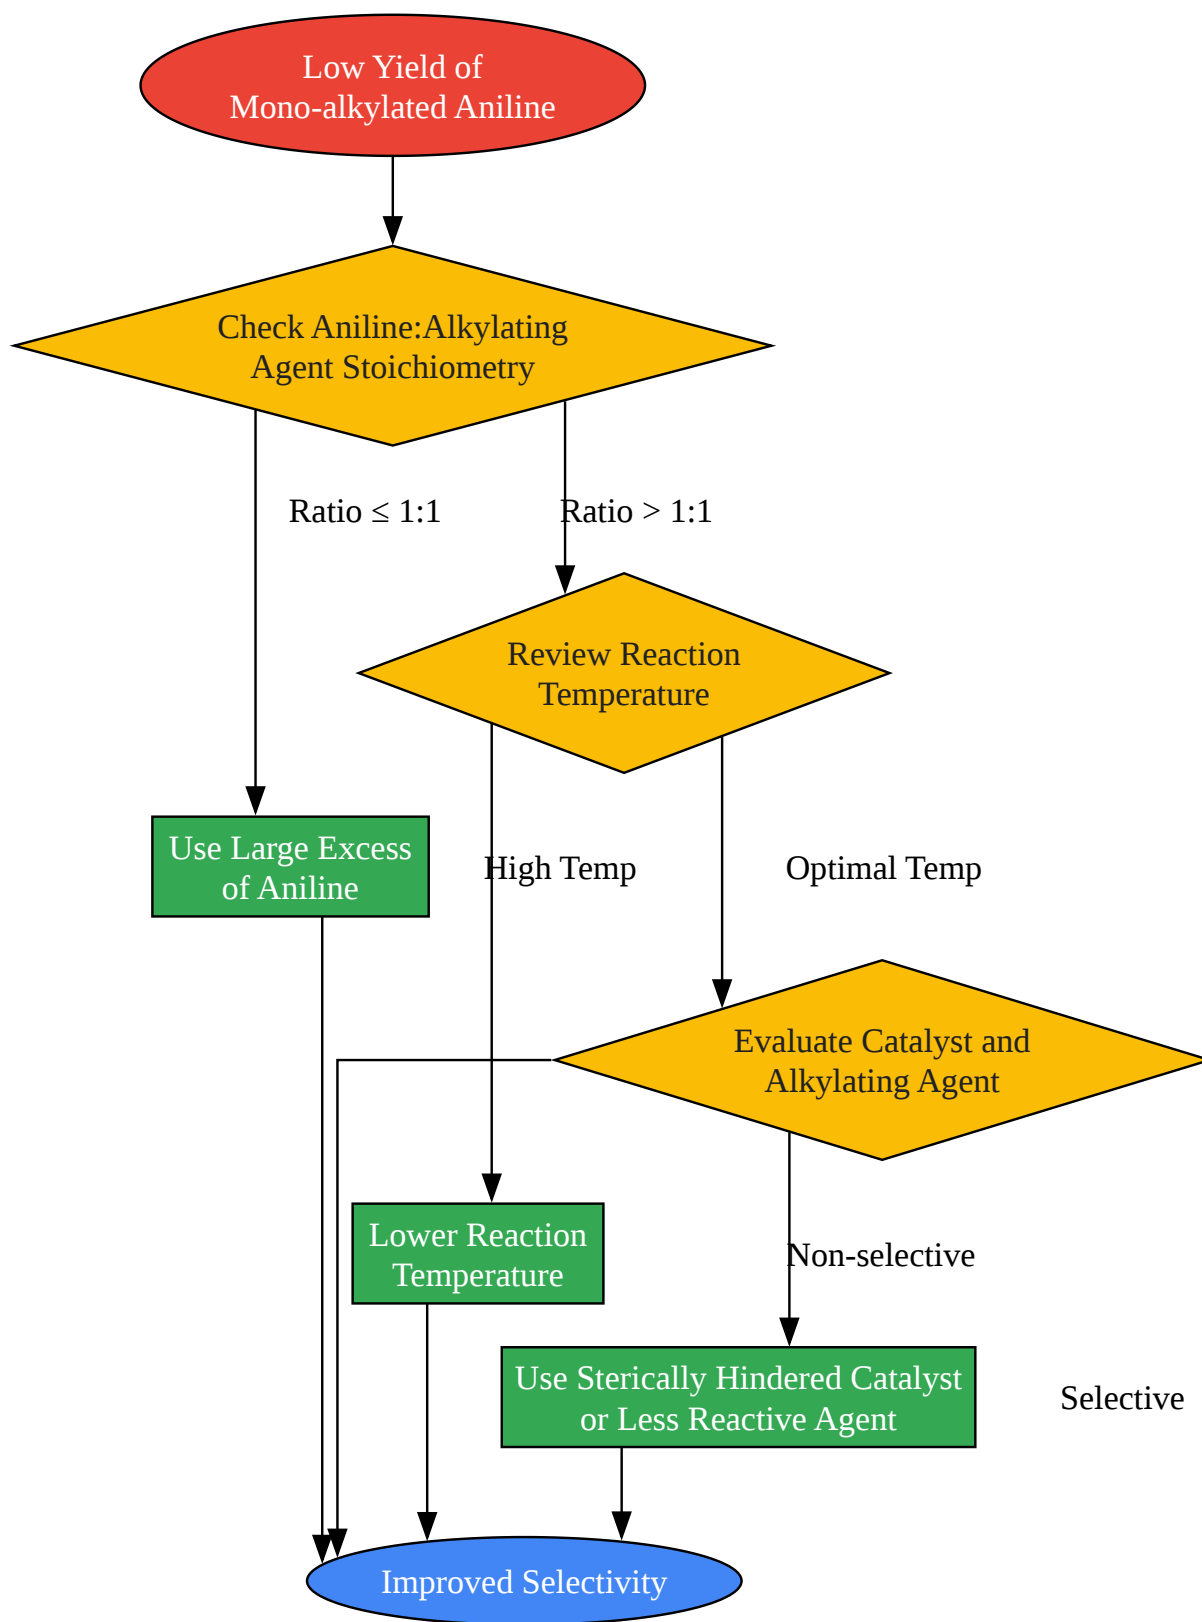 Low Yield of
Mono-alkylated Aniline
Check Aniline:Alkylating
Agent Stoichiometry
Ratio ≤ 1:1
Ratio > 1:1
Review Reaction
Temperature
Use Large Excess
of Aniline
High Temp
Optimal Temp
Evaluate Catalyst and
Alkylating Agent
Lower Reaction
Temperature
Non-selective
Use Sterically Hindered Catalyst
or Less Reactive Agent
Selective
Improved Selectivity